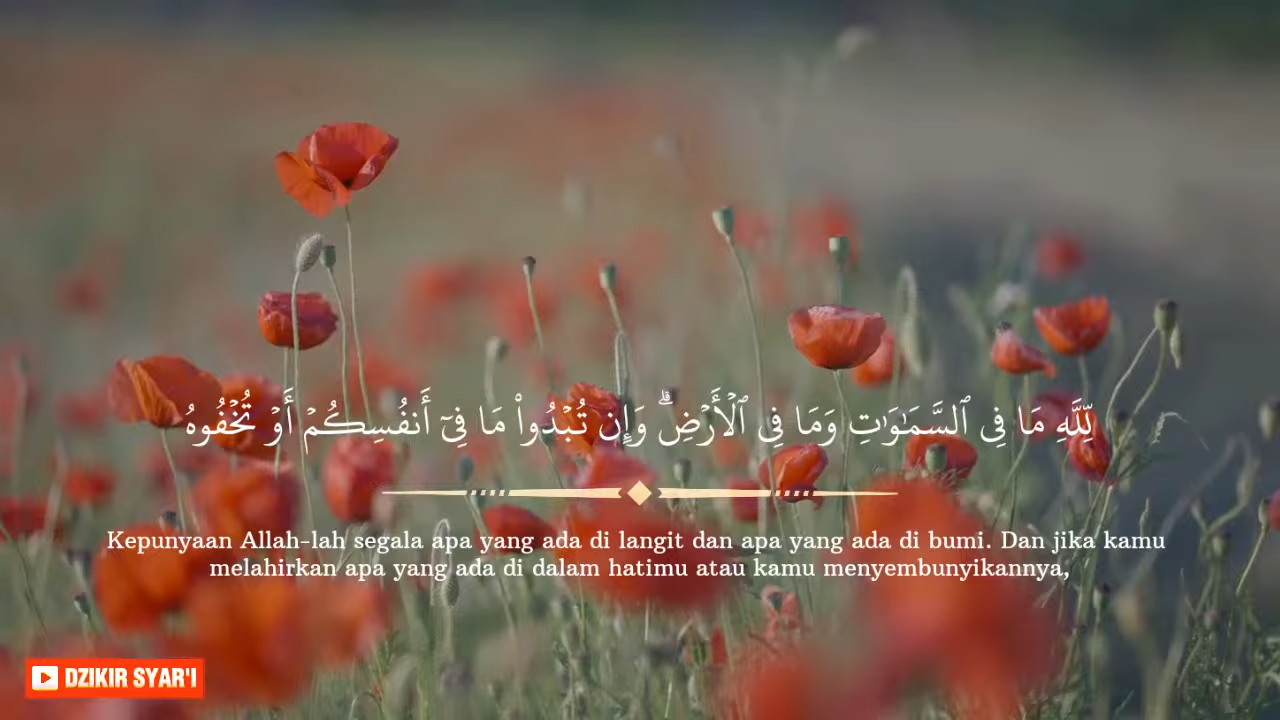 لِّلَّهِ مَا فِى ٱلسَّمَـٰوَٰتِ وَمَا فِى ٱلْأَرْضِ ۗ وَإِن تُبْدُوا۟ مَا فِىٓ أَنفُسِكُمْ أَوْ تُخْفُوهُ
Kepunyaan Allah-lah segala apa yang ada di langit dan apa yang ada di bumi. Dan jika kamu
melahirkan apa yang ada di dalam hatimu atau kamu menyembunyikannya,
DZIKIR SYAR'I